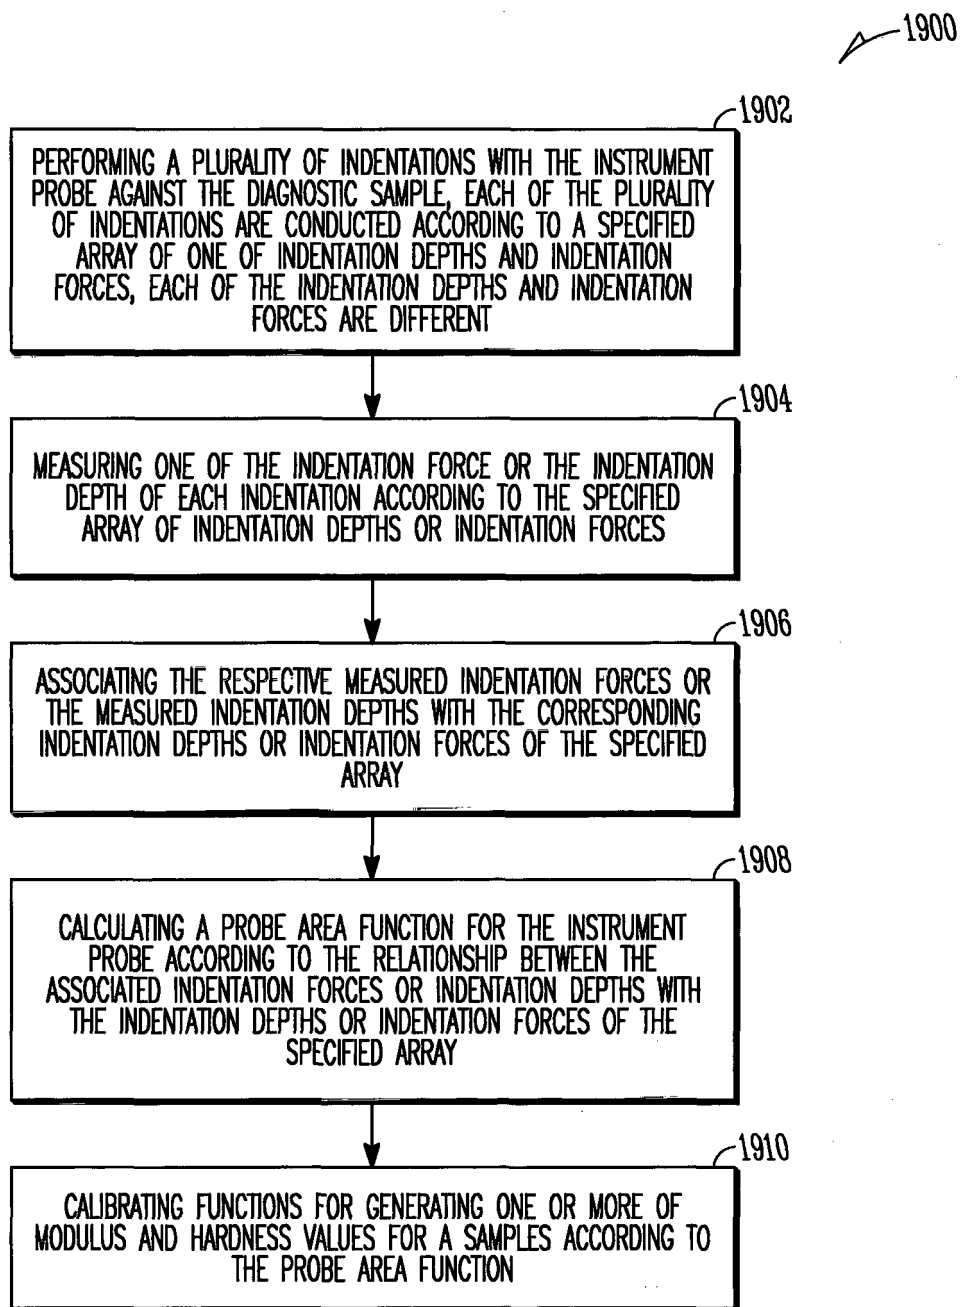 1900
1902
PERFORMING A PLURALITY OF INDENTATIONS WITH THE INSTRUMENT
PROBE AGAINST THE DIAGNOSTIC SAMPLE, EACH OF THE PLURALITY
OF INDENTATIONS ARE CONDUCTED ACCORDING TO A SPECIFIED
ARRAY OF ONE OF INDENTATION DEPTHS AND INDENTATION
FORCES, EACH OF THE INDENTATION DEPTHS AND INDENTATION
FORCES ARE DIFFERENT
1904
MEASURING ONE OF THE INDENTATION FORCE OR THE INDENTATION
DEPTH OF EACH INDENTATION ACCORDING TO THE SPECIFIED
ARRAY OF INDENTATION DEPTHS OR INDENTATION FORCES
1906
ASSOCIATING THE RESPECTIVE MEASURED INDENTATION FORCES OR
THE MEASURED INDENTATION DEPTHS WITH THE CORRESPONDING
INDENTATION DEPTHS OR INDENTATION FORCES OF THE SPECIFIED
ARRAY
1908
CALCULATING A PROBE AREA FUNCTION FOR THE INSTRUMENT
PROBE ACCORDING TO THE RELATIONSHIP BETWEEN THE
ASSOCIATED INDENTATION FORCES OR INDENTATION DEPTHS WITH
THE INDENTATION DEPTHS OR INDENTATION FORCES OF THE
SPECIFIED ARRAY
1910
CALIBRATING FUNCTIONS FOR GENERATING ONE OR MORE OF
MODULUS AND HARDNESS VALUES FOR A SAMPLES ACCORDING TO
THE PROBE AREA FUNCTION